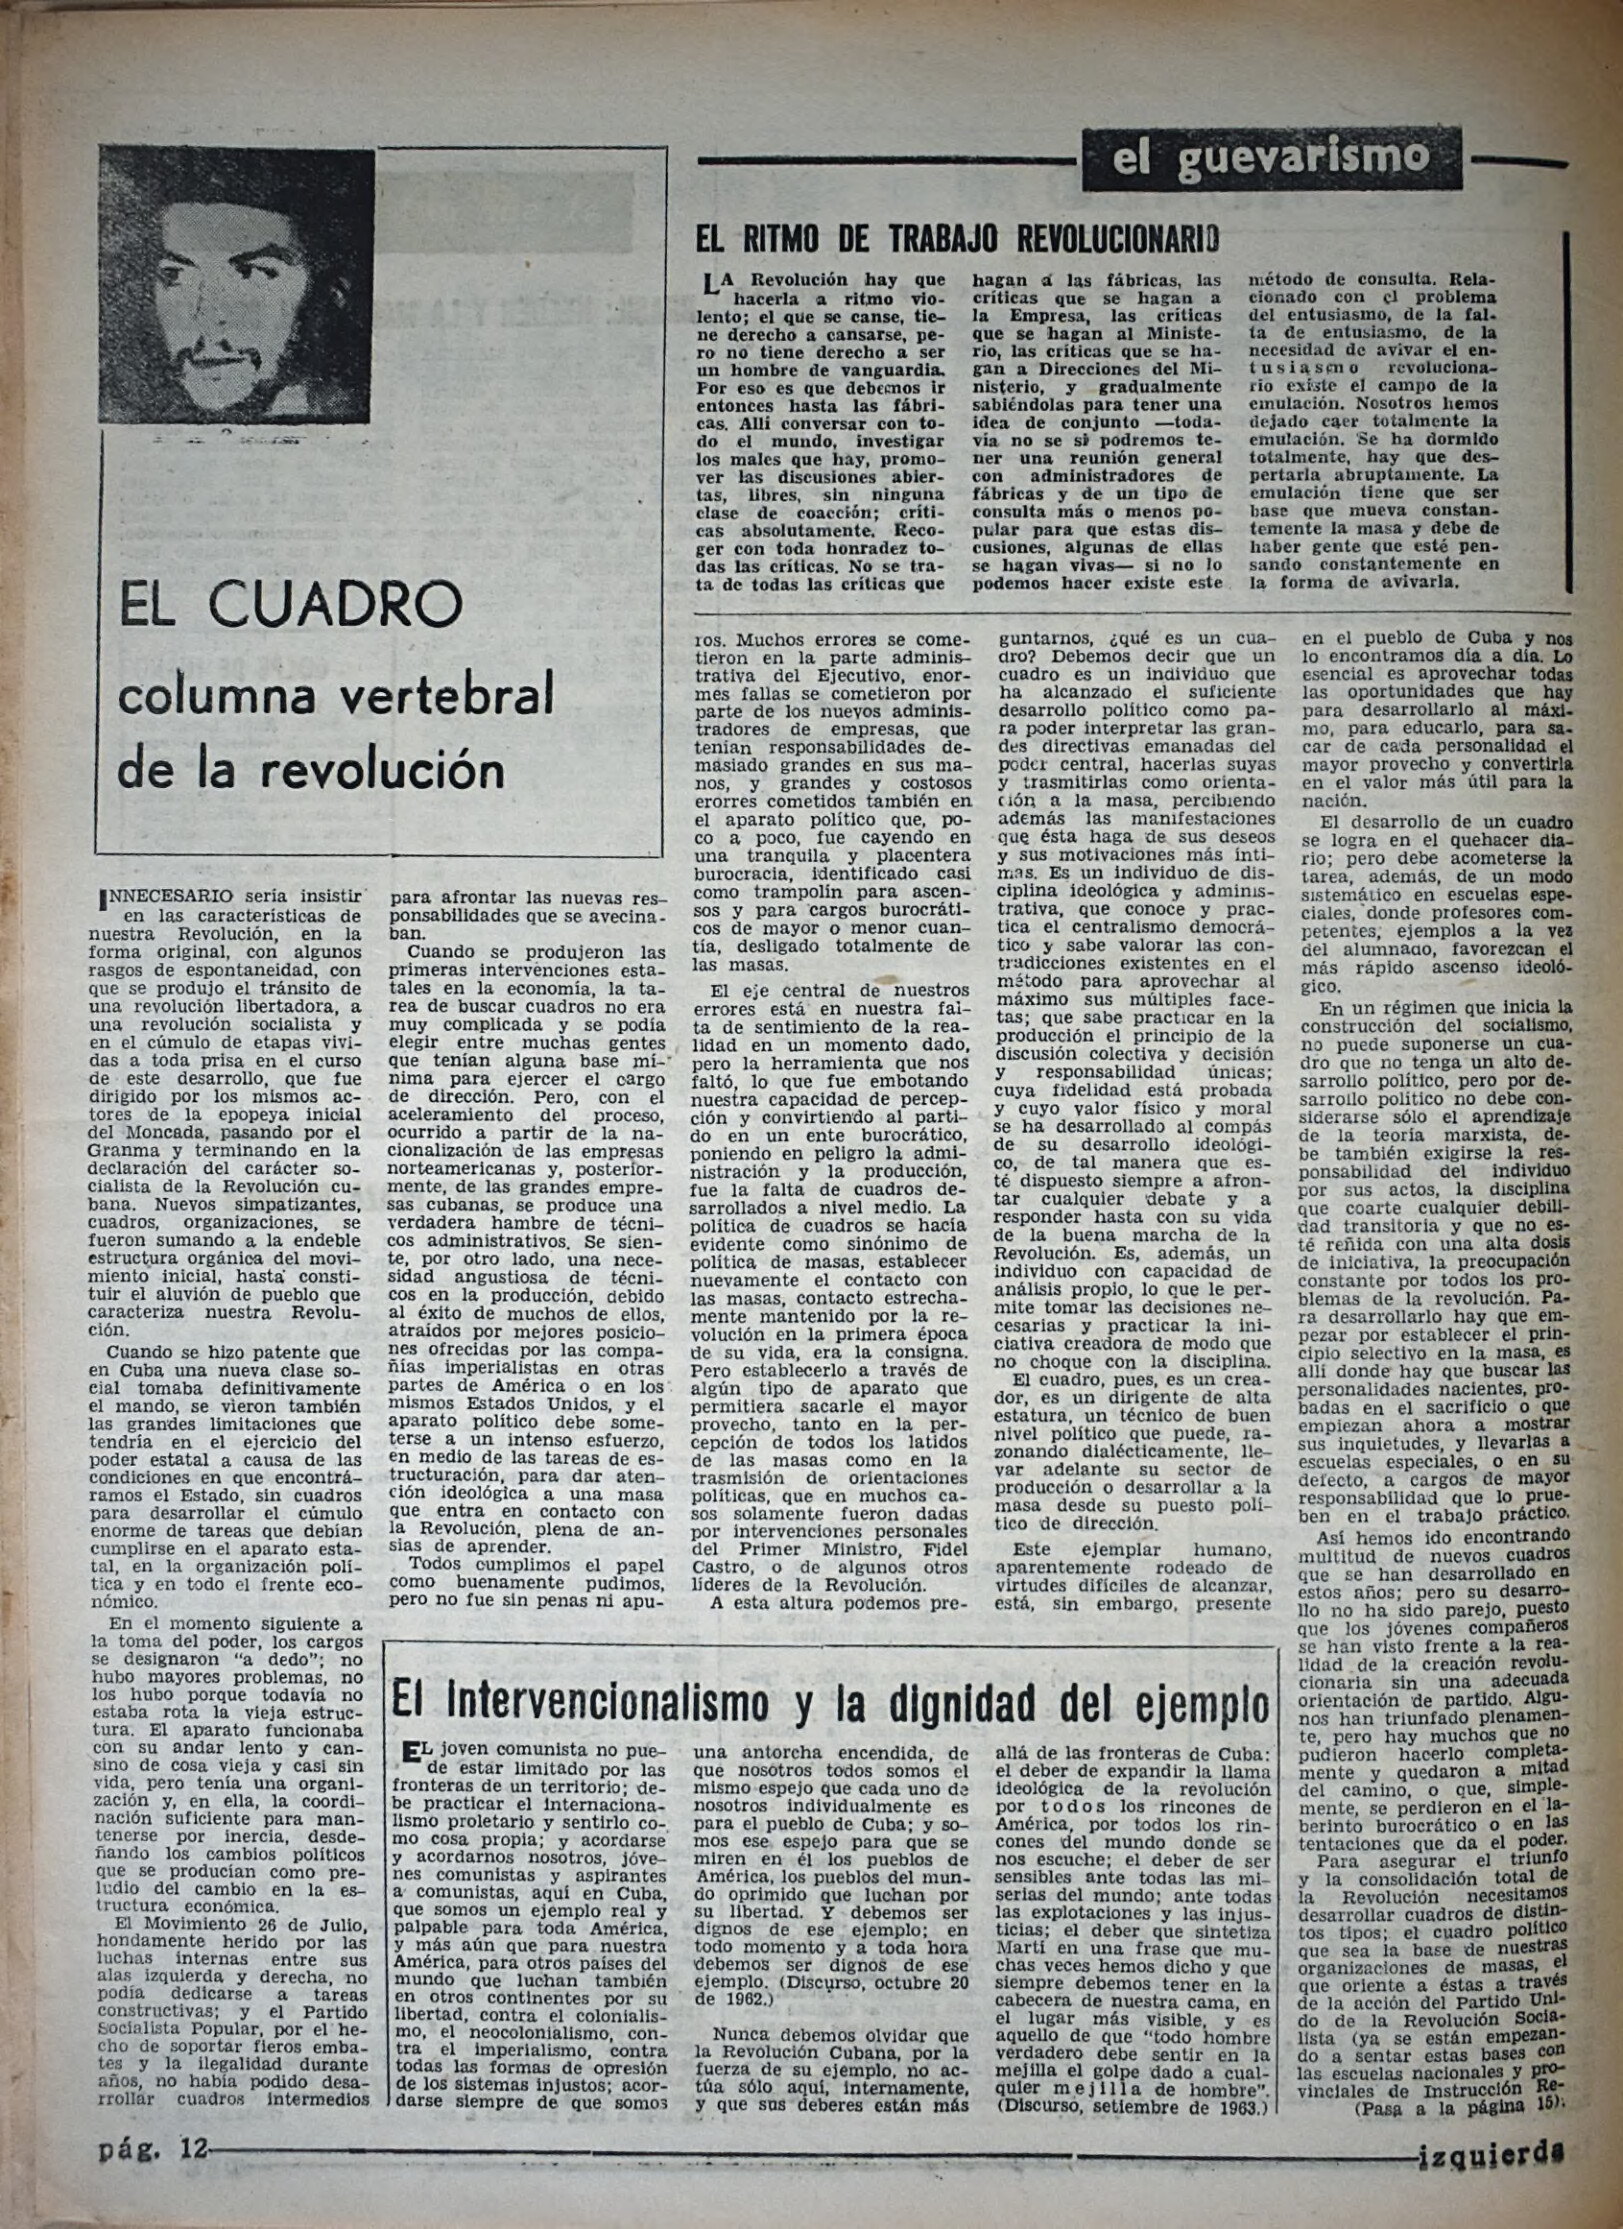 el guevarismo
EL RITMO DE TRABAJO REVOLUCIONARIO
LA Revolución hay que
hacerla a ritmo vio-
lento; el que se canse, tie-
ne derecho a cansarse, pe-
ro no tiene derecho a ser
un hombre de vanguardia.
Por eso es que debemos ir
entonces hasta las fábri-
cas. Allí conversar con to-
do el mundo, investigar
los males que hay, promo-
ver las discusiones abier-
tas, libres, sin ninguna
clase de coacción; críti-
cas absolutamente. Reco-
ger con toda honradez to-
das las críticas. No se tra-
ta de todas las críticas que
hagan a las fábricas, las
críticas que se hagan a
la Empresa, las críticas
que se hagan al Ministe-
rio, las críticas que se ha-
gan a Direcciones del Mi-
nisterio, y gradualmente
sabiéndolas para tener una
idea de conjunto —toda-
vía no se si podremos te-
ner una reunión general
con administradores de
fábricas y de un tipo de
consulta más o menos po-
pular para que estas dis-
cusiones, algunas de ellas
se hagan vivas— si no lo
podemos hacer existe este
método de consulta. Rela-
cionado con el problema
del entusiasmo, de la fal-
ta de entusiasmo, de la
necesidad de avivar el en-
tusiasmo revoluciona-
rio existe el campo de la
emulación. Nosotros hemos
dejado caer totalmente la
emulación. Se ha dormido
totalmente, hay que des-
pertarla abruptamente. La
emulación tiene que ser
base que mueva constan-
temente la masa y debe de
haber gente que esté pen-
sando constantemente en
la forma de avivarla.
EL CUADRO
columna vertebral
de la revolución
INNECESARIO sería insistir
en las características de
nuestra Revolución, en la
forma original, con algunos
rasgos de espontaneidad, con
que se produjo el tránsito de
una revolución libertadora, a
una revolución socialista y
en el cúmulo de etapas vivi-
das a toda prisa en el curso
de este desarrollo, que fue
dirigido por los mismos ac-
tores de la epopeya inicial
del Moncada, pasando por el
Granma y terminando en la
declaración del carácter so-
cialista de la Revolución cu-
bana. Nuevos simpatizantes,
cuadros, organizaciones, se
fueron sumando a la endeble
estructura orgánica del movi-
miento inicial, hasta consti-
tuir el aluvión de pueblo que
caracteriza nuestra Revolu-
ción.
Cuando se hizo patente que
en Cuba una nueva clase so-
cial tomaba definitivamente
el mando, se vieron también
las grandes limitaciones que
tendría en el ejercicio del
poder estatal a causa de las
condiciones en que encontrá-
ramos el Estado, sin cuadros
para desarrollar el cúmulo
enorme de tareas que debían
cumplirse en el aparato esta-
tal, en la organización polí-
tica y en todo el frente eco-
nómico.
En el momento siguiente a
la toma del poder, los cargos
se designaron "a dedo"; no
hubo mayores problemas, no
los hubo porque todavía no
estaba rota la vieja estruc-
tura. El aparato funcionaba
con su andar lento y can-
sino de cosa vieja y casi sin
vida, pero tenía una organi-
zación y, en ella, la coordi-
nación suficiente para man-
tenerse por inercia, desde-
ñando los cambios políticos
que se producían como pre-
ludio del cambio en la es-
tructura económica.
El Movimiento 26 de Julio,
hondamente herido por las
luchas internas entre sus
alas izquierda y derecha, no
podía dedicarse a tareas
constructivas; y el Partido
Socialista Popular, por el he-
cho de soportar fieros emba-
tes y la ilegalidad durante
años, no había podido desa-
rrollar cuadros intermedios
para afrontar las nuevas res-
ponsabilidades que se avecina-
ban.
Cuando se produjeron las
primeras intervenciones esta-
tales en la economía, la ta-
rea de buscar cuadros no era
muy complicada y se podía
elegir entre muchas gentes
que tenían alguna base mí-
nima para ejercer el cargo
de dirección. Pero, con el
aceleramiento del proceso,
ocurrido a partir de la na-
cionalización de las empresas
norteamericanas y, posterior-
mente, de las grandes empre-
sas cubanas, se produce una
verdadera hambre de técni-
cos administrativos. Se sien-
te, por otro lado, una nece-
sidad angustiosa de técni-
cos en la producción, debido
al éxito de muchos de ellos,
atraídos por mejores posicio-
nes ofrecidas por las compa-
ñías imperialistas en otras
partes de América o en los
mismos Estados Unidos, y el
aparato político debe some-
terse a un intenso esfuerzo,
en medio de las tareas de es-
tructuración, para dar aten-
ción ideológica a una masa
que entra en contacto con
la Revolución, plena de an-
sias de aprender.
Todos cumplimos el papel
como buenamente pudimos,
pero no fue sin penas ni apu-
ros. Muchos errores se come-
tieron en la parte adminis-
trativa del Ejecutivo, enor-
mes fallas se cometieron por
parte de los nuevos adminis-
tradores de empresas, que
tenían responsabilidades de-
masiado grandes en sus ma-
nos, y grandes y costosos
erorres cometidos también en
el aparato político que, po-
co a poco, fue cayendo en
una tranquila y placentera
burocracia, identificado casi
como trampolín para ascen-
sos y para cargos burocráti-
cos de mayor o menor cuan-
tía, desligado totalmente de
las masas.
El eje central de nuestros
errores está en nuestra fal-
ta de sentimiento de la rea-
lidad en un momento dado,
pero la herramienta que nos
faltó, lo que fue embotando
nuestra capacidad de percep-
ción y convirtiendo al parti-
do en un ente burocrático,
poniendo en peligro la admi-
nistración y la producción,
fue la falta de cuadros de-
sarrollados a nivel medio. La
política de cuadros se hacía
evidente como sinónimo de
política de masas, establecer
nuevamente el contacto con
las masas, contacto estrecha-
mente mantenido por la re-
volución en la primera época
de su vida, era la consigna.
Pero establecerlo a través de
algún tipo de aparato que
permitiera sacarle el mayor
provecho, tanto en la per-
cepción de todos los latidos
de las masas como en la
trasmisión de orientaciones
políticas, que en muchos ca-
sos solamente fueron dadas
por intervenciones personales
del Primer Ministro, Fidel
Castro, o de algunos otros
líderes de la Revolución.
A esta altura podemos pre-
guntarnos, ¿qué es un cua-
dro? Debemos decir que un
cuadro es un individuo que
ha alcanzado el suficiente
desarrollo político como pa-
ra poder interpretar las gran-
des directivas emanadas del
poder central, hacerlas suyas
y trasmitirlas como orienta-
ción a la masa, percibiendo
además las manifestaciones
que ésta haga de sus deseos
y sus motivaciones más ínti-
mas. Es un individuo de dis-
ciplina ideológica y adminis-
trativa, que conoce y prac-
tica el centralismo democrá-
tico y sabe valorar las con-
tradicciones existentes en el
método para aprovechar al
máximo sus múltiples face-
tas; que sabe practicar en la
producción el principio de la
discusión colectiva y decisión
y responsabilidad únicas;
cuya fidelidad está probada
y cuyo valor físico y moral
se ha desarrollado al compás
de su desarrollo ideológi-
co, de tal manera que es-
té dispuesto siempre a afron-
tar cualquier debate y a
responder hasta con su vida
de la buena marcha de la
Revolución. Es, además, un
individuo con capacidad de
análisis propio, lo que le per-
mite tomar las decisiones ne-
cesarias y practicar la ini-
ciativa creadora de modo que
no choque con la disciplina.
El cuadro, pues, es un crea-
dor, es un dirigente de alta
estatura, un técnico de buen
nivel político que puede, ra-
zonando dialécticamente, lle-
var adelante su sector de
producción o desarrollar a la
masa desde su puesto polí-
tico de dirección.
Este ejemplar humano,
aparentemente rodeado de
virtudes difíciles de alcanzar,
está, sin embargo, presente
en el pueblo de Cuba y nos
lo encontramos día a día. Lo
esencial es aprovechar todas
las oportunidades que hay
para desarrollarlo al máxi-
mo, para educarlo, para sa-
car de cada personalidad el
mayor provecho y convertirla
en el valor más útil para la
nación.
El desarrollo de un cuadro
se logra en el quehacer dia-
rio; pero debe acometerse la
tarea, además, de un modo
sistemático en escuelas espe-
ciales, donde profesores com-
petentes, ejemplos a la vez
del alumnado, favorezcan el
más rápido ascenso ideoló-
gico.
En un régimen que inicia la
construcción del socialismo,
no puede suponerse un cua-
dro que no tenga un alto de-
sarrollo político, pero por de-
sarrollo político no debe con-
siderarse sólo el aprendizaje
de la teoría marxista, de-
be también exigirse la res-
ponsabilidad del individuo
por sus actos, la disciplina
que coarte cualquier debili-
dad transitoria y que no es-
té reñida con una alta dosis
de iniciativa, la preocupación
constante por todos los pro-
blemas de la revolución. Pa-
ra desarrollarlo hay que em-
pezar por establecer el prin-
cipio selectivo en la masa, es
allí donde hay que buscar las
personalidades nacientes, pro-
badas en el sacrificio o que
empiezan ahora a mostrar
sus inquietudes, y llevarlas a
escuelas especiales, o en su
defecto, a cargos de mayor
responsabilidad que lo prue-
ben en el trabajo práctico.
Así hemos ido encontrando
multitud de nuevos cuadros
que se han desarrollado en
estos años; pero su desarro-
llo no ha sido parejo, puesto
que los jóvenes compañeros
se han visto frente a la rea-
lidad de la creación revolu-
cionaria sin una adecuada
orientación de partido. Algu-
nos han triunfado plenamen-
te, pero hay muchos que no
pudieron hacerlo completa-
mente y quedaron a mitad
del camino, o que, simple-
mente, se perdieron en el la-
berinto burocrático o en las
tentaciones que da el poder.
Para asegurar el triunfo
y la consolidación total de
la Revolución necesitamos
desarrollar cuadros de distin-
tos tipos; el cuadro político
que sea la base de nuestras
organizaciones de masas, el
que oriente a éstas a través
de la acción del Partido Uni-
do de la Revolución Socia-
lista (ya se están empezan-
do a sentar estas bases con
las escuelas nacionales y pro-
vinciales de Instrucción Re-
(Pasa a la página 15).
El Intervencionalismo y la dignidad del ejemplo
EL joven comunista no pue-
de estar limitado por las
fronteras de un territorio; de-
be practicar el internaciona-
lismo proletario y sentirlo co-
mo cosa propia; y acordarse
y acordarnos nosotros, jóve-
nes comunistas y aspirantes
a comunistas, aquí en Cuba,
que somos un ejemplo real y
palpable para toda América,
y más aún que para nuestra
América, para otros países del
mundo que luchan también
en otros continentes por su
libertad, contra el colonialis-
mo, el neocolonialismo, con-
tra el imperialismo, contra
todas las formas de opresión
de los sistemas injustos; acor-
darse siempre de que somos
una antorcha encendida, de
que nosotros todos somos el
mismo espejo que cada uno de
nosotros individualmente es
para el pueblo de Cuba; y so-
mos ese espejo para que se
miren en él los pueblos de
América, los pueblos del mun-
do oprimido que luchan por
su libertad. Y debemos ser
dignos de ese ejemplo; en
todo momento y a toda hora
debemos ser dignos de ese
ejemplo. (Discurso, octubre 20
de 1962.)
Nunca debemos olvidar que
la Revolución Cubana, por la
fuerza de su ejemplo, no ac-
túa sólo aquí, internamente,
y que sus deberes están más
allá de las fronteras de Cuba:
el deber de expandir la llama
ideológica de la revolución
por todos los rincones de
América, por todos los rin-
cones del mundo donde se
nos escuche; el deber de ser
sensibles ante todas las mi-
serias del mundo; ante todas
las explotaciones y las injus-
ticias; el deber que sintetiza
Martí en una frase que mu-
chas veces hemos dicho y que
siempre debemos tener en la
cabecera de nuestra cama, en
el lugar más visible, y es
aquello de que "todo hombre
verdadero debe sentir en la
mejilla el golpe dado a cual-
quier mejilla de hombre".
(Discurso, setiembre de 1963.)
pág. 12
izquierda